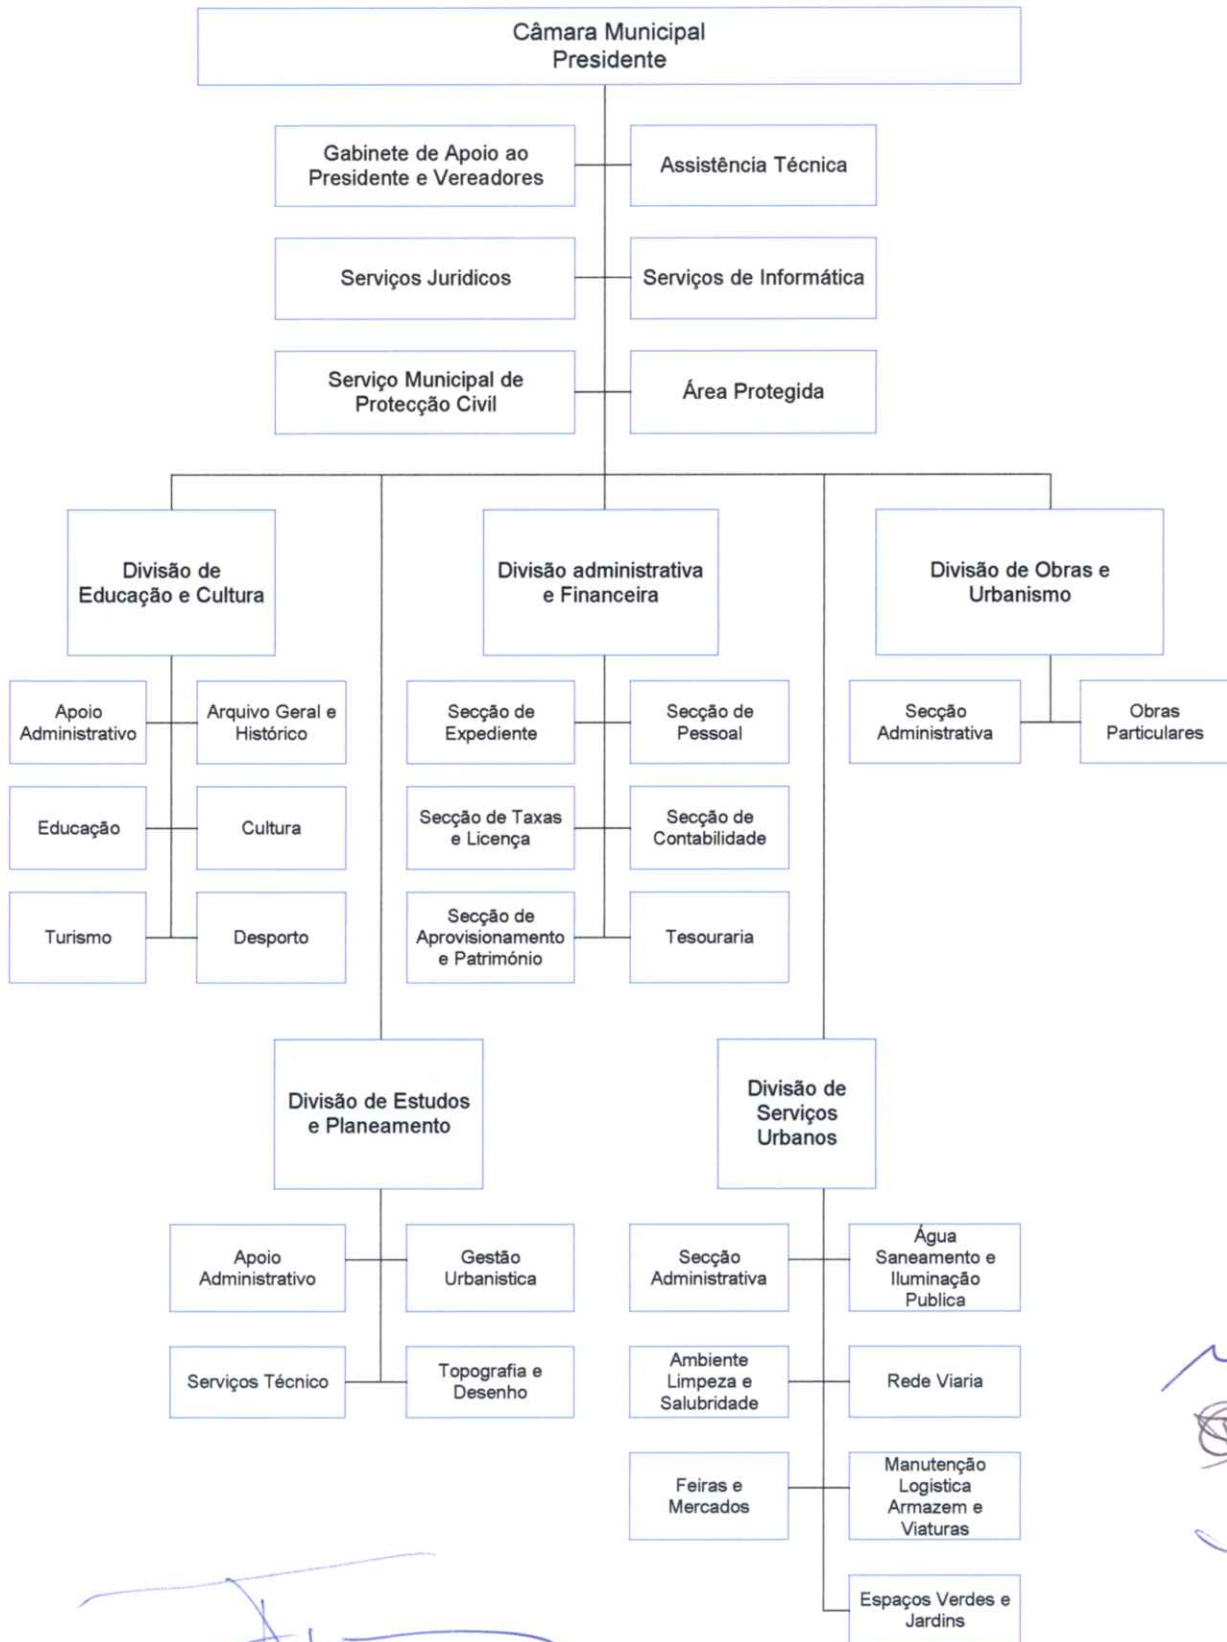 Câmara Municipal
Presidente
Gabinete de Apoio ao
Presidente e Vereadores
Assistência Técnica
Serviços Juridicos
Serviços de Informática
Serviço Municipal de
Protecção Civil
Área Protegida
Divisão de
Educação e Cultura
Divisão administrativa
e Financeira
Divisão de Obras e
Urbanismo
Apoio
Administrativo
Arquivo Geral e
Histórico
Secção de
Expediente
Secção de
Pessoal
Secção
Administrativa
Obras
Particulares
Educação
Cultura
Secção de Taxas
e Licença
Secção de
Contabilidade
Turismo
Desporto
Secção de
Aprovisionamento
e Património
Tesouraria
Divisão de Estudos
e Planeamento
Divisão de
Serviços
Urbanos
Apoio
Administrativo
Gestão
Urbanistica
Secção
Administrativa
Água
Saneamento e
Iluminação
Publica
Serviços Técnico
Topografia e
Desenho
Ambiente
Limpeza e
Salubridade
Rede Viaria
Feiras e
Mercados
Manutenção
Logistica
Armazem e
Viaturas
Espaços Verdes e
Jardins